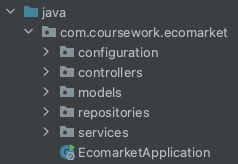 java
com.coursework.ecomarket
configuration
controllers
models
repositories
services
EcomarketApplication